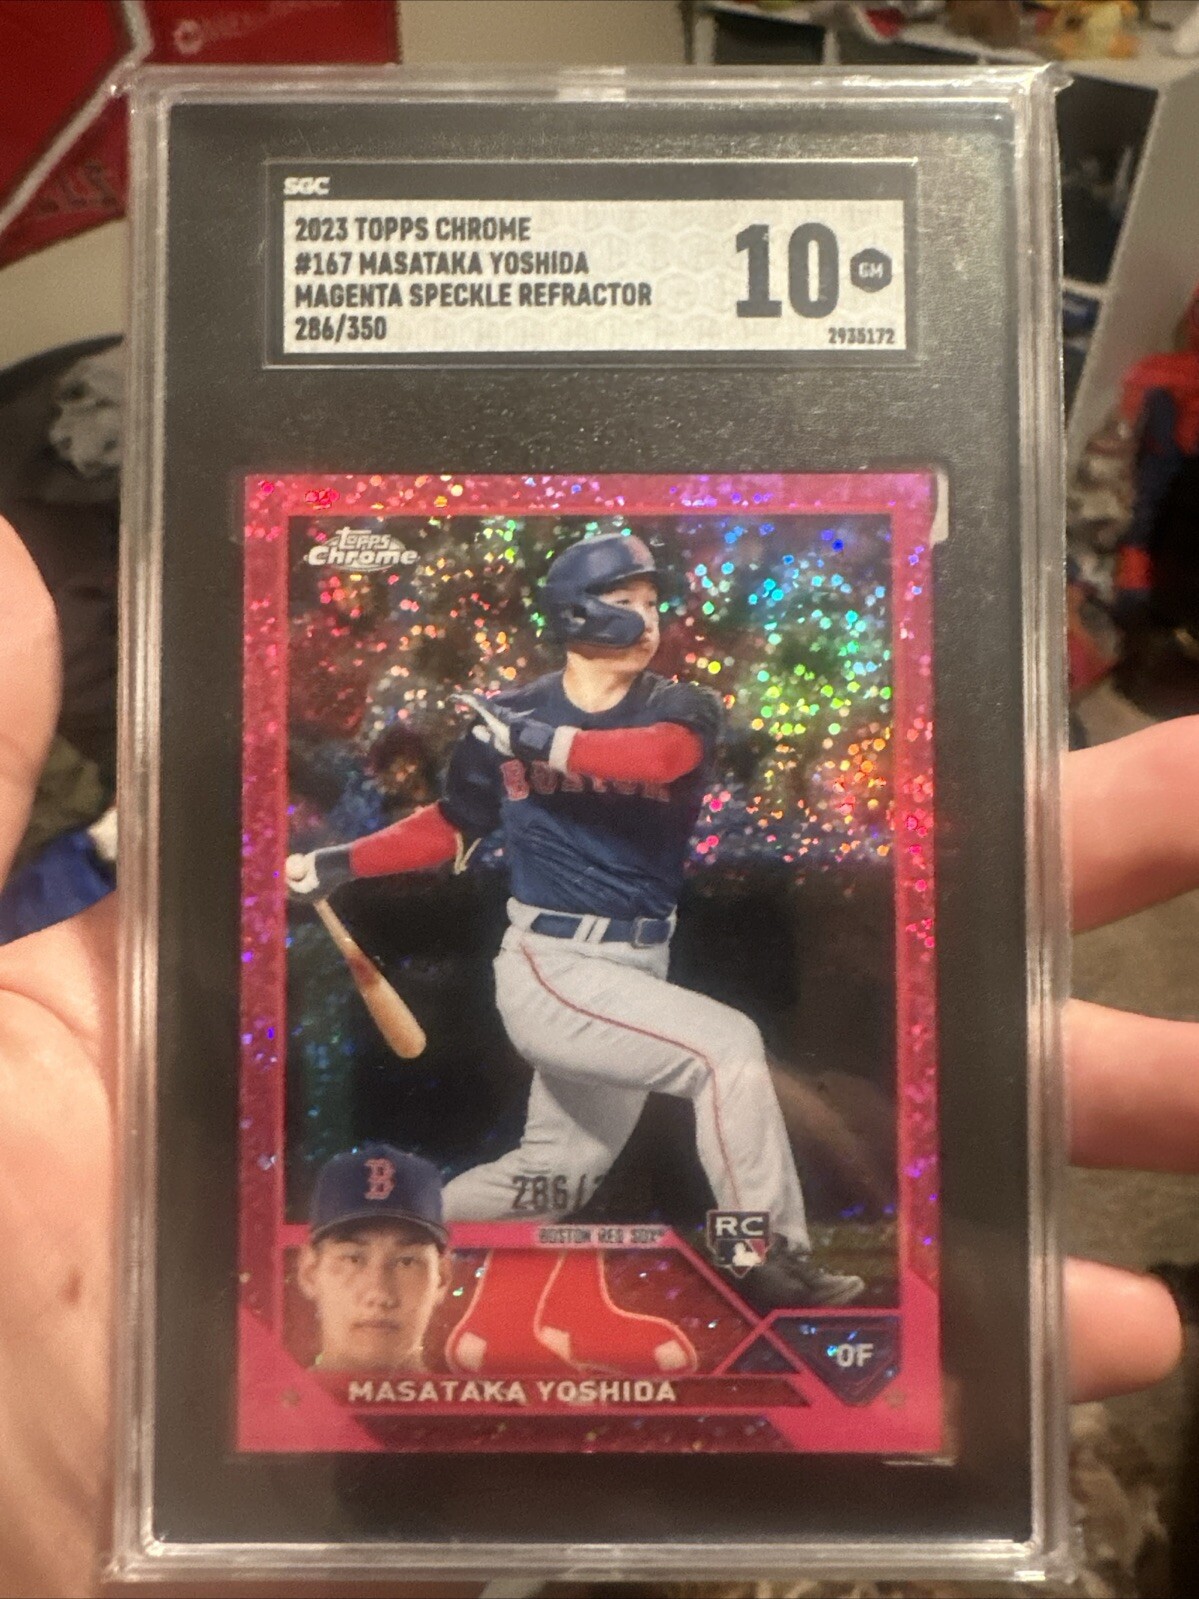 SGC
2023 TOPPS CHROME
#167 MASATAKA YOSHIDA
MAGENTA SPECKLE REFRACTOR
286/350
10 GM
2935172
Topps
Chrome
BOSTON
286/3
B
BOSTON RED SOX
RC
OF
MASATAKA YOSHIDA